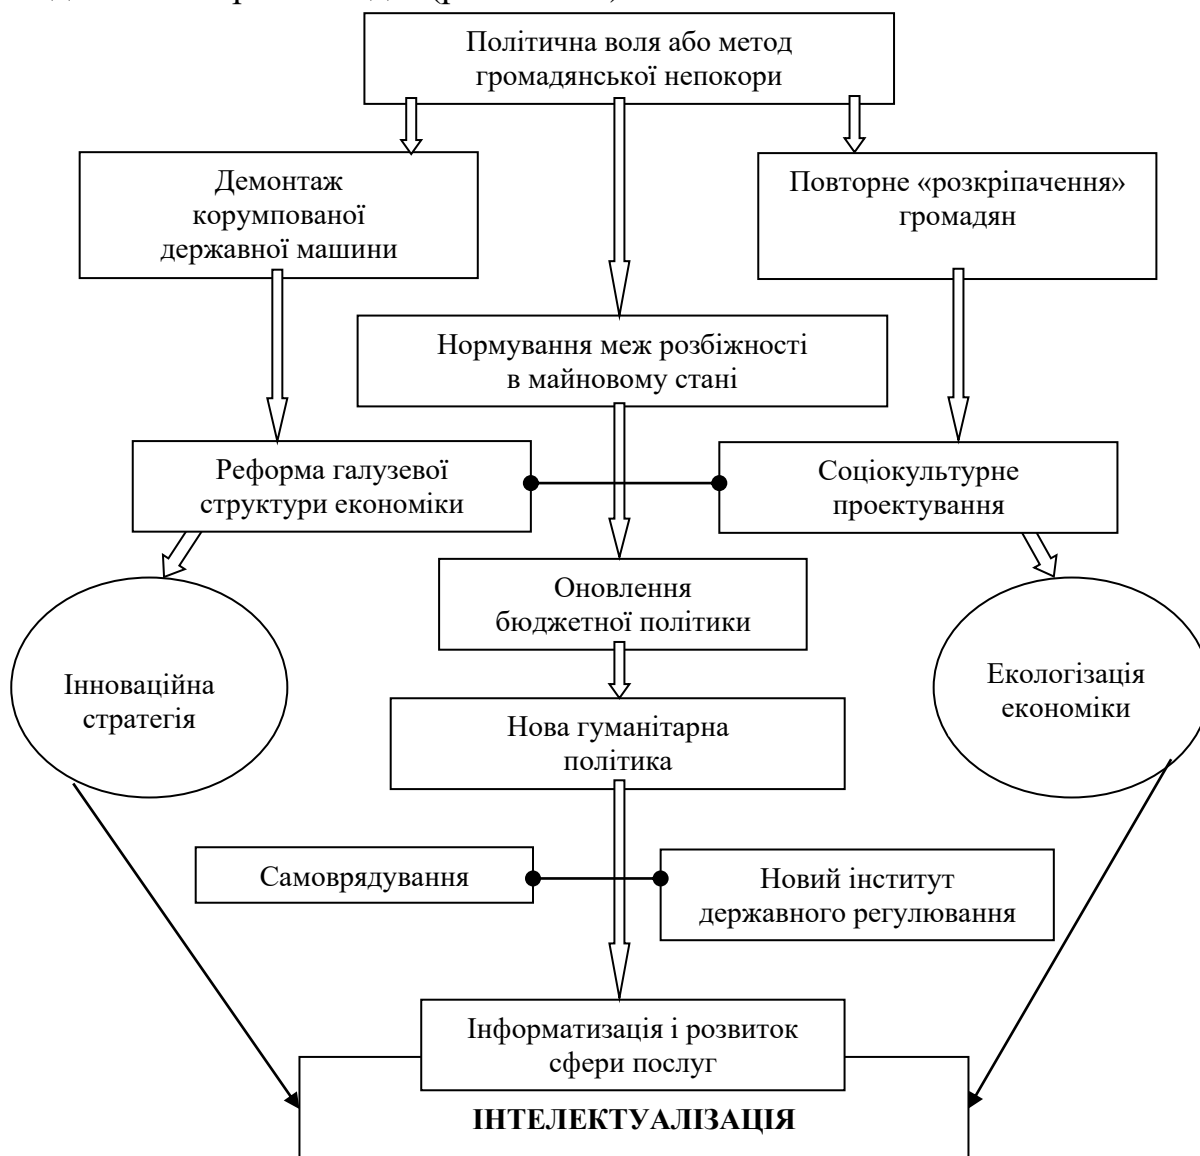 Політична воля або метод
громадянської непокори
Демонтаж
корумпованої
державної машини
Повторне «розкріпачення»
громадян
Нормування меж розбіжності
в майновому стані
Реформа галузевої
структури економіки
Соціокультурне
проектування
Оновлення
бюджетної політики
Інноваційна
стратегія
Екологізація
економіки
Нова гуманітарна
політика
Самоврядування
Новий інститут
державного регулювання
Інформатизація і розвиток
сфери послуг
ІНТЕЛЕКТУАЛІЗАЦІЯ